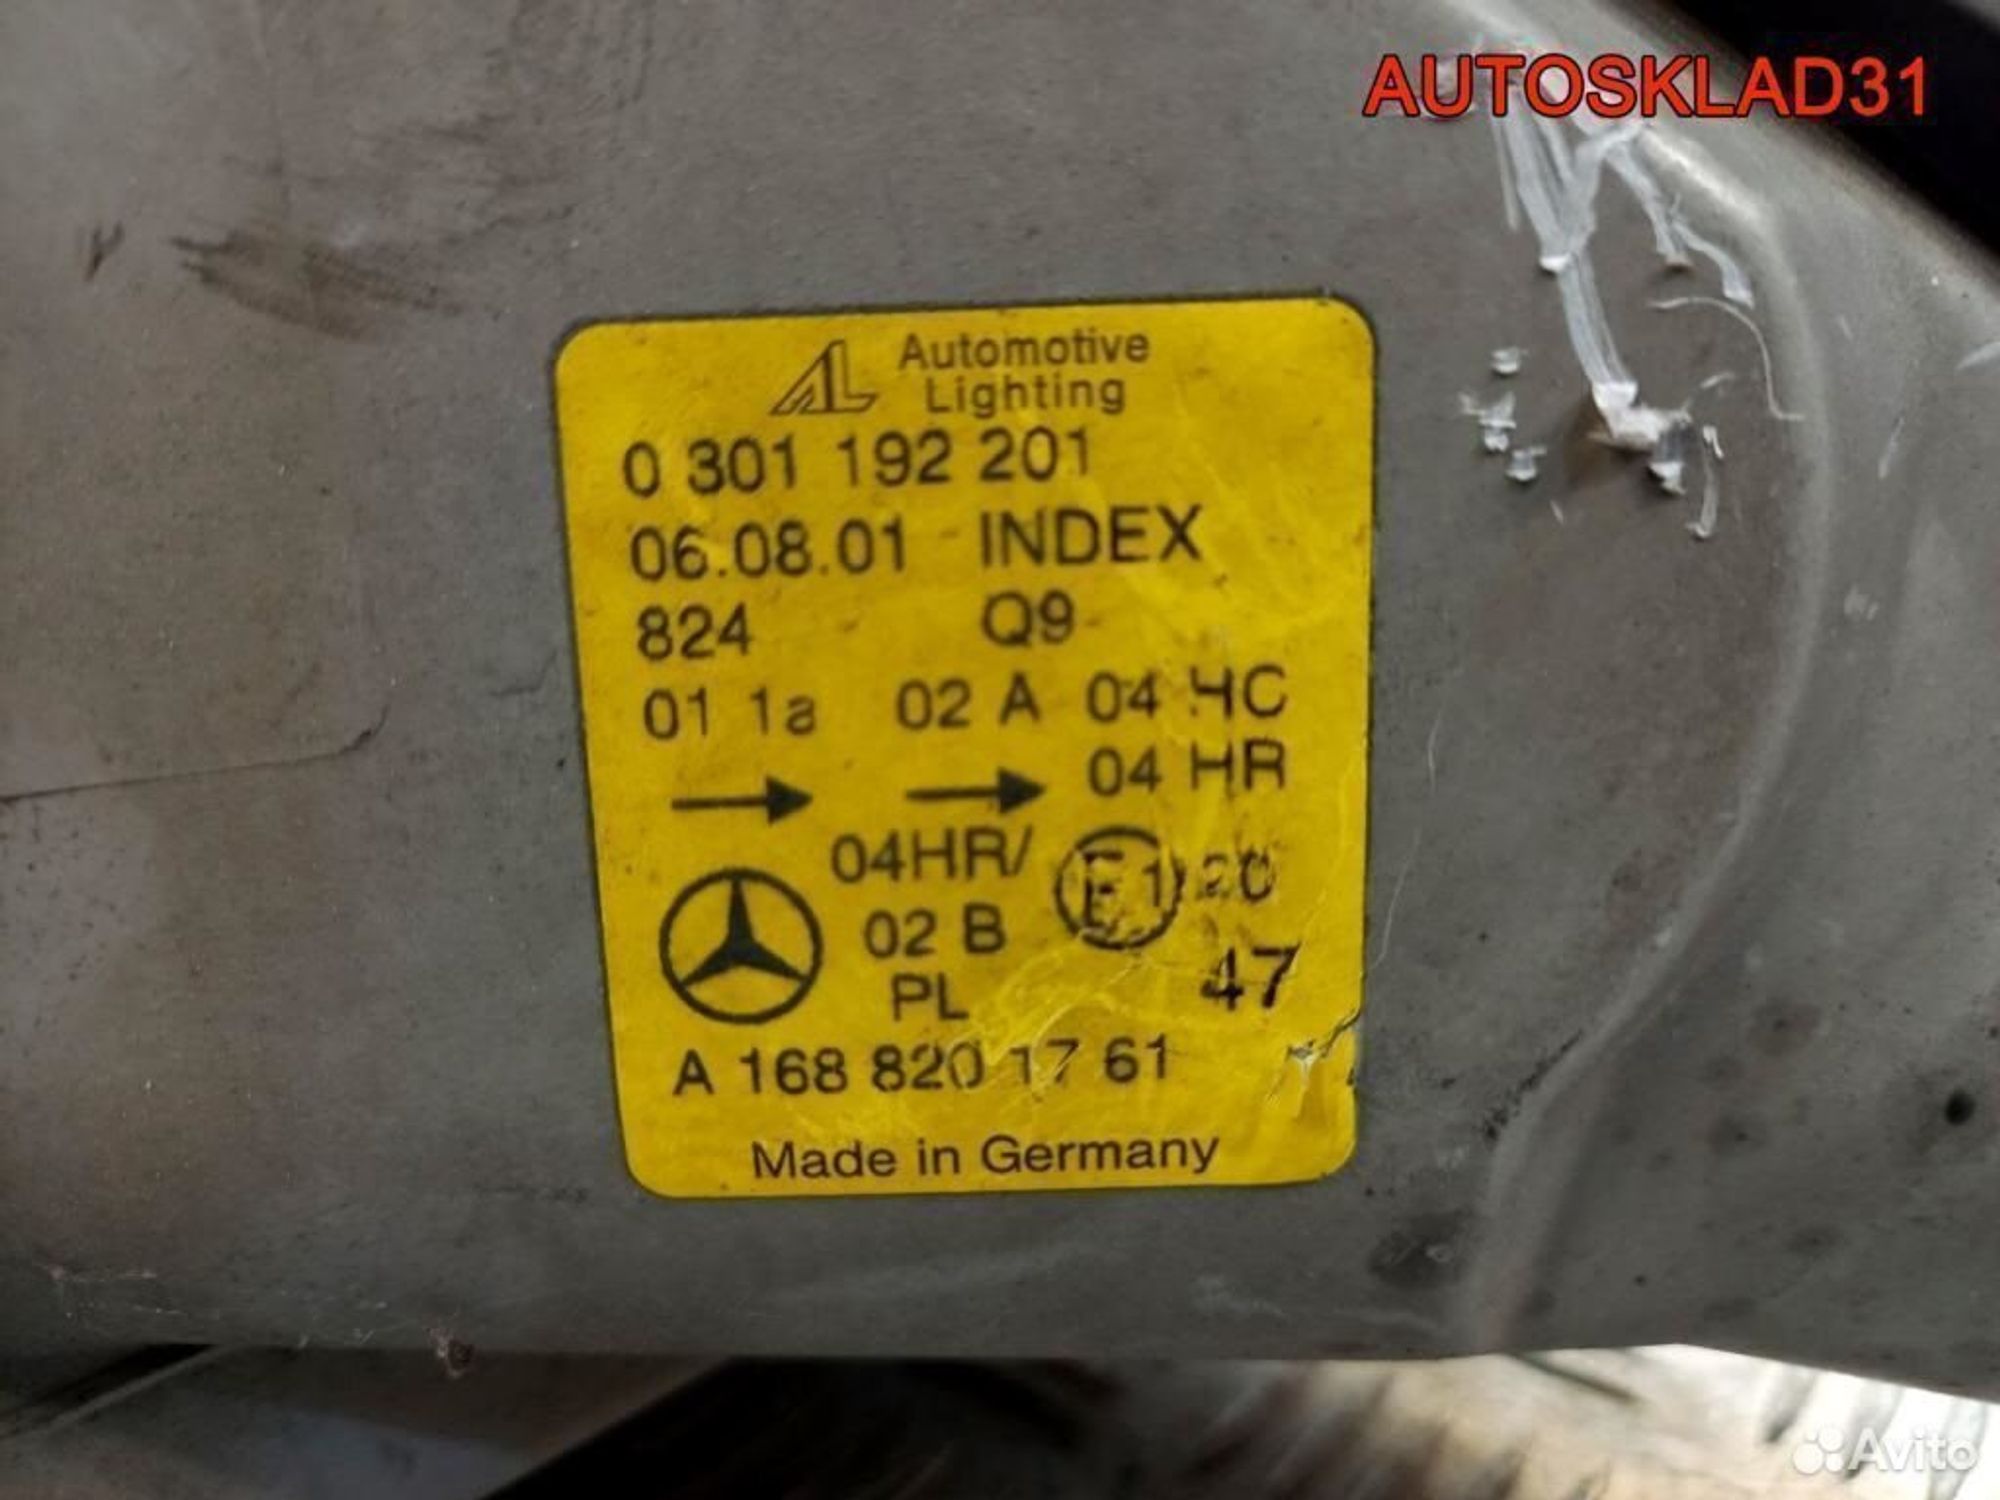 AUTOSKLAD31
AL Automotive
Lighting
0 301 192 201
06.08.01 INDEX
824 Q9
01 1a 02 A 04 HC
04 HR
04HR/
02 B
PL
E1
47
A 168 820 17 61
Made in Germany
Avito